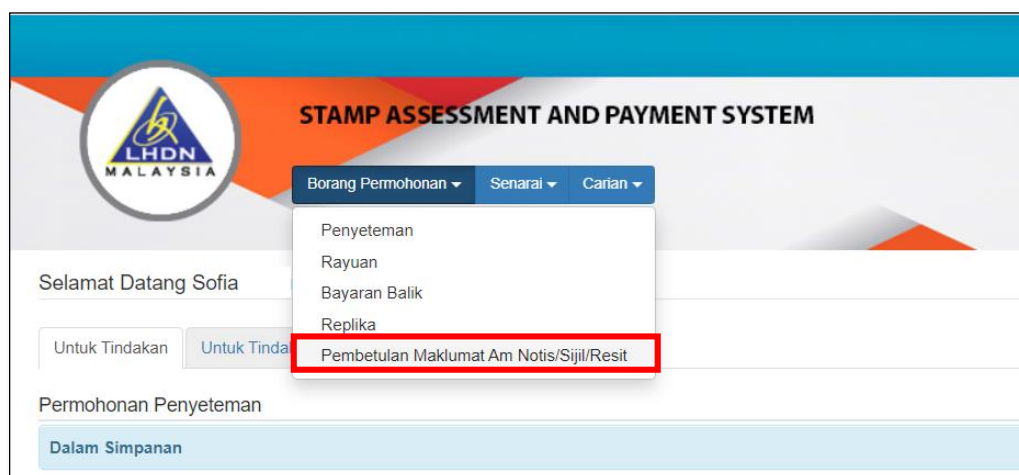 STAMP ASSESSMENT AND PAYMENT SYSTEM
LHDN
MALAYSIA
Borang Permohonan Senarai Carian
Penyeteman
Rayuan
Bayaran Balik
Replika
Pembetulan Maklumat Am Notis/Sijil/Resit
Selamat Datang Sofia
Untuk Tindakan Untuk Tinda
Permohonan Penyeteman
Dalam Simpanan